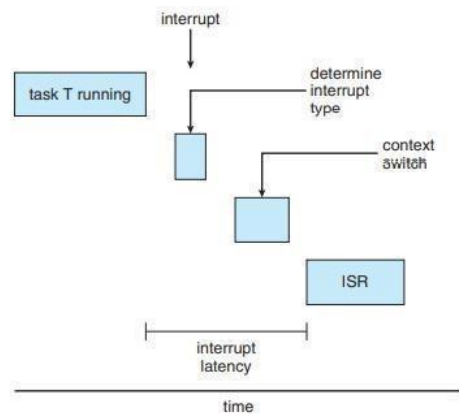 interrupt
task T running
determine
interrupt
type
context
switch
ISR
interrupt
latency
time